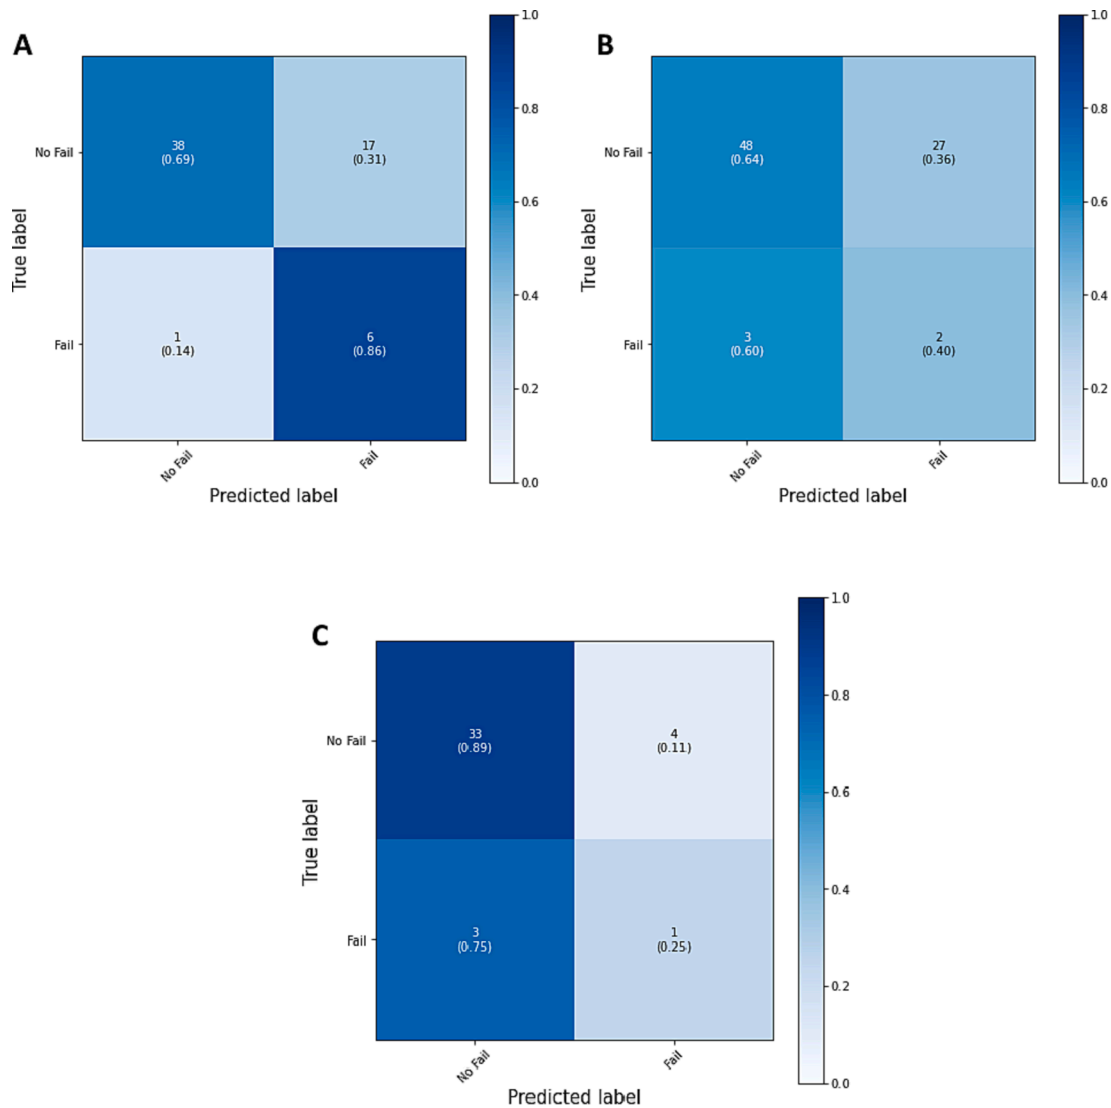 A
True label
No Fail
38
(0.69)
17
(0.31)
Fail
1
(0.14)
6
(0.86)
No Fail
Fail
Predicted label
1.0
0.8
0.6
0.4
0.2
0.0
B
True label
No Fail
48
(0.64)
27
(0.36)
Fail
3
(0.60)
2
(0.40)
No Fail
Fail
Predicted label
1.0
0.8
0.6
0.4
0.2
0.0
C
True label
No Fail
33
(0.89)
4
(0.11)
Fail
3
(0.75)
1
(0.25)
No Fail
Fail
Predicted label
1.0
0.8
0.6
0.4
0.2
0.0